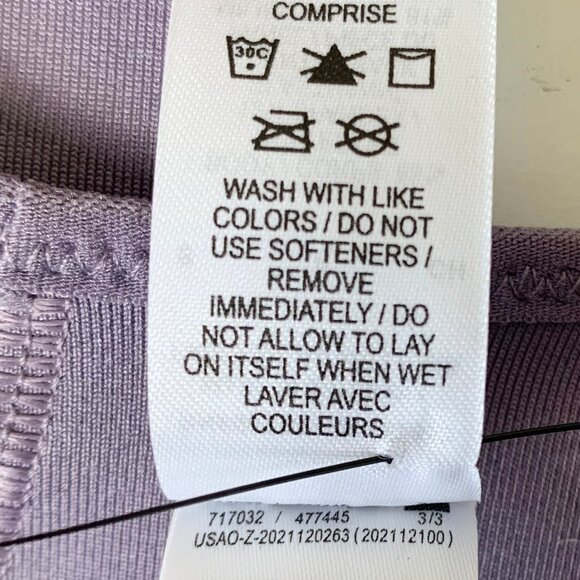 COMPRISE
30C
WASH WITH LIKE
COLORS / DO NOT
USE SOFTENERS /
REMOVE
IMMEDIATELY / DO
NOT ALLOW TO LAY
ON ITSELF WHEN WET
LAVER AVEC
COULEURS
717032 / 477445 3/3
USAO-Z-2021120263 (202112100)